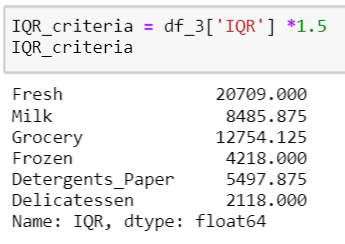 IQR_criteria = df_3['IQR'] *1.5
IQR_criteria
Fresh 20709.000
Milk 8485.875
Grocery 12754.125
Frozen 4218.000
Detergents_Paper 5497.875
Delicatessen 2118.000
Name: IQR, dtype: float64